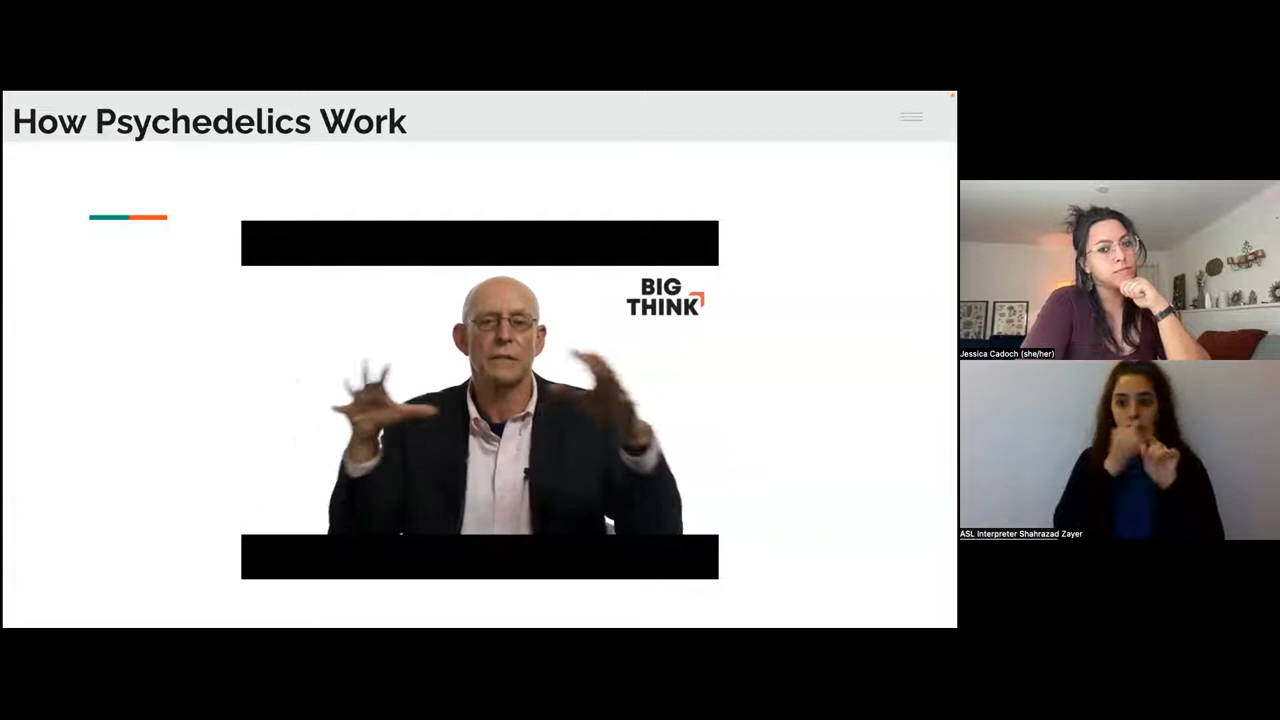 How Psychedelics Work
BIG
THINK
Jessica Cadoch (she/her)
ASL Interpreter Shahrazad Zayer